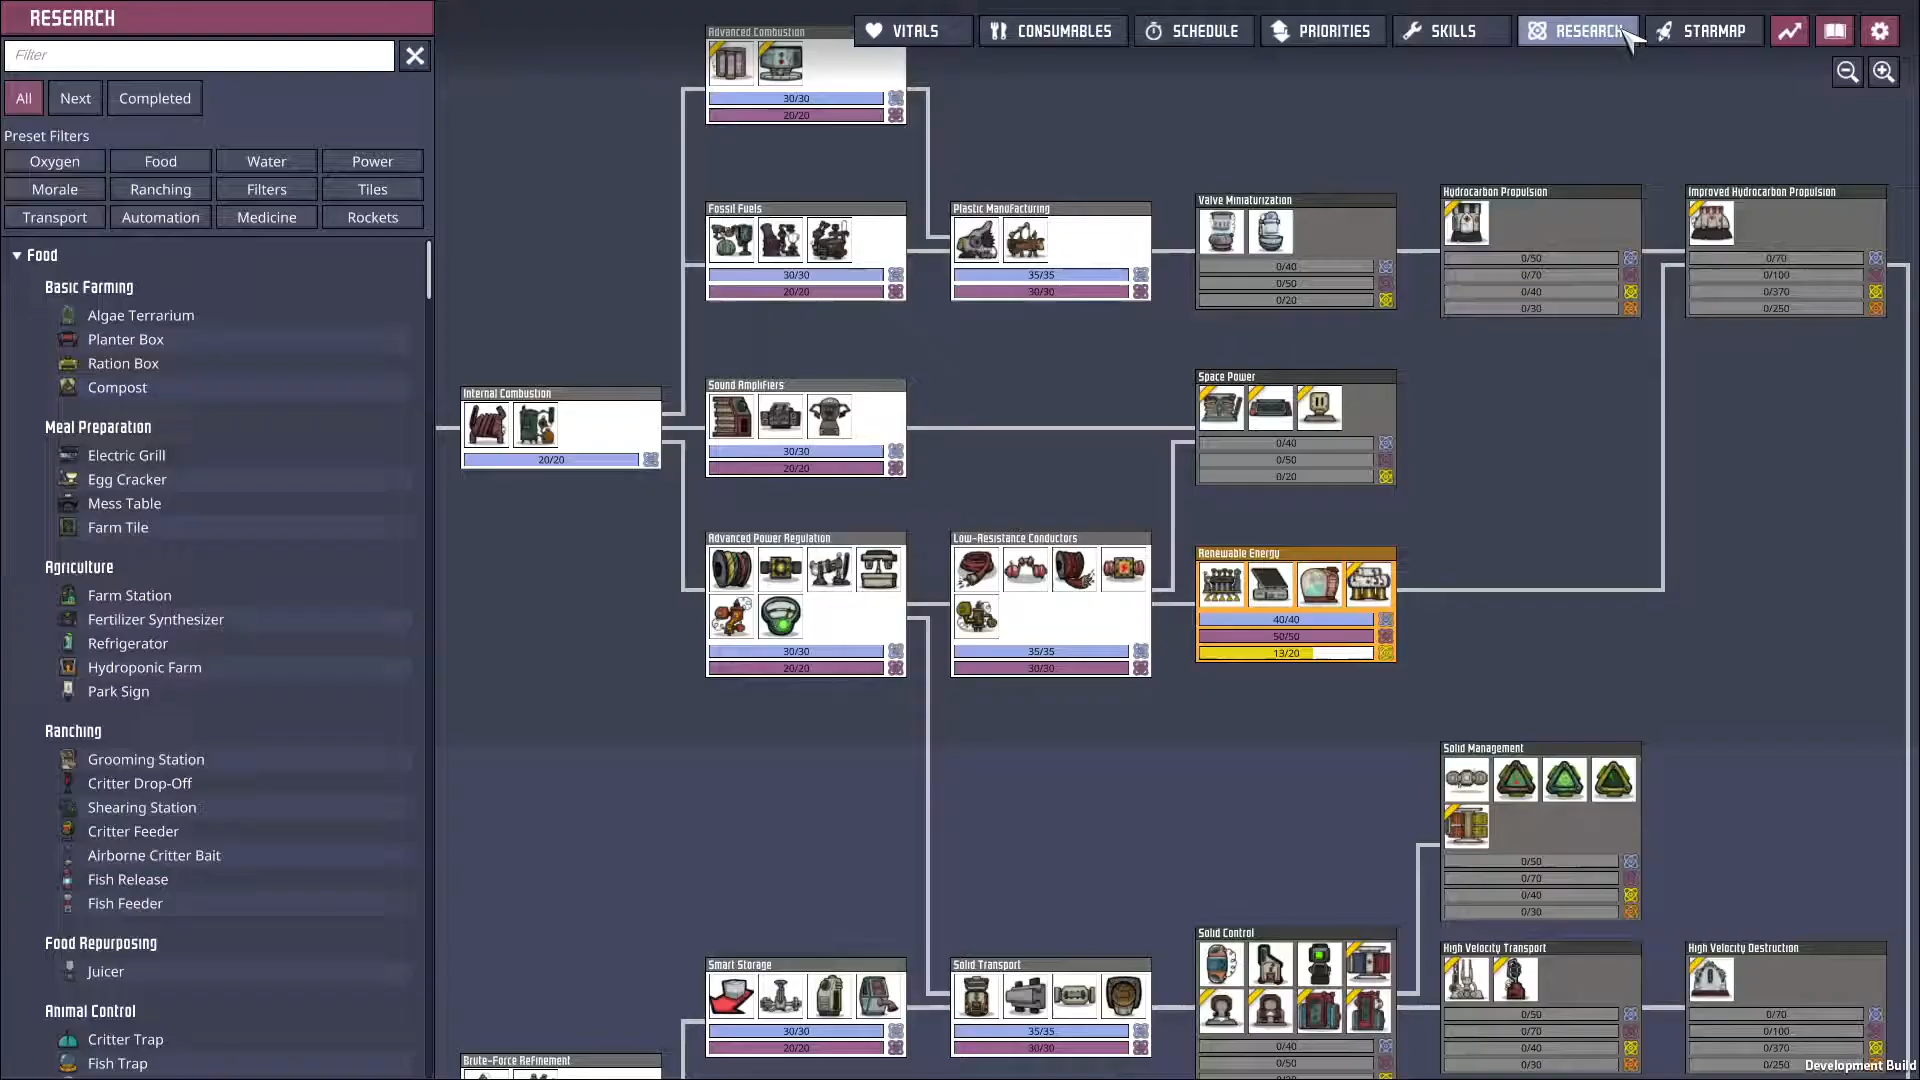 RESEARCH
Filter
All
Next
Completed
Preset Filters
Oxygen
Food
Water
Power
Morale
Ranching
Filters
Tiles
Transport
Automation
Medicine
Rockets
Food
Basic Farming
Algae Terrarium
Planter Box
Ration Box
Compost
Meal Preparation
Electric Grill
Egg Cracker
Mess Table
Farm Tile
Agriculture
Farm Station
Fertilizer Synthesizer
Refrigerator
Hydroponic Farm
Park Sign
Ranching
Grooming Station
Critter Drop-Off
Shearing Station
Critter Feeder
Airborne Critter Bait
Fish Release
Fish Feeder
Food Repurposing
Juicer
Animal Control
Critter Trap
Fish Trap
VITALS
CONSUMABLES
SCHEDULE
PRIORITIES
SKILLS
RESEARCH
STARMAP
Advanced Combustion
30/30
20/20
Fossil Fuels
30/30
20/20
Plastic Manufacturing
35/35
30/30
Valve Miniaturization
0/40
0/50
0/20
Hydrocarbon Propulsion
0/50
0/70
0/40
0/30
Improved Hydrocarbon Propulsion
0/70
0/100
0/370
0/250
Internal Combustion
20/20
Sound Amplifiers
30/30
20/20
Space Power
0/40
0/50
0/20
Advanced Power Regulation
30/30
20/20
Low-Resistance Conductors
35/35
30/30
Renewable Energy
40/40
50/50
13/20
Solid Management
0/50
0/70
0/40
0/30
Smart Storage
30/30
20/20
Solid Transport
35/35
30/30
Solid Control
0/40
0/50
High Velocity Transport
0/50
0/70
0/40
0/30
High Velocity Destruction
0/70
0/100
0/370
0/250
Brute-Force Refinement
Development Build